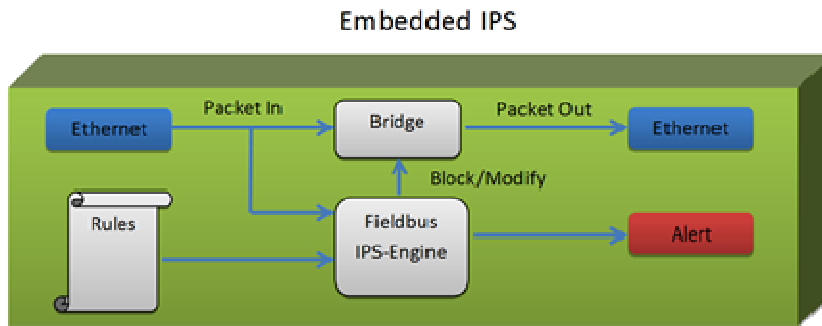 Embedded IPS
Packet In
Packet Out
Ethernet
Bridge
Ethernet
Block/Modify
Rules
Fieldbus
IPS-Engine
Alert